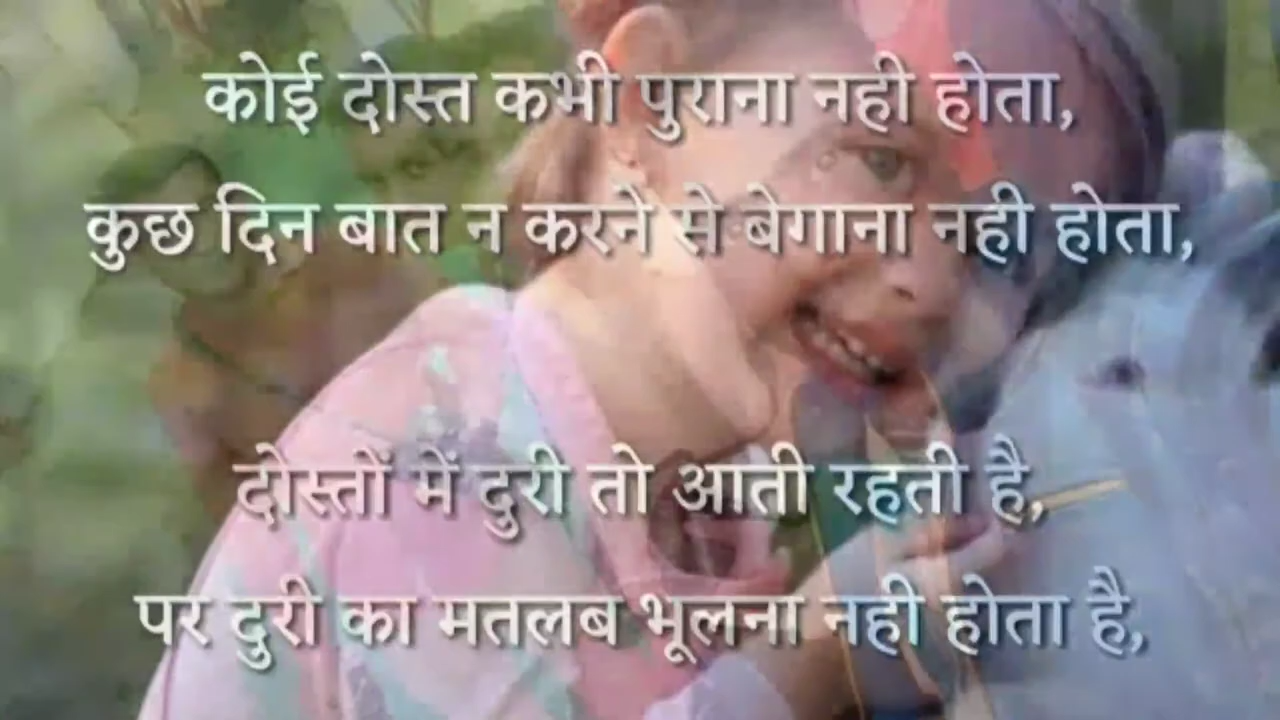 कोई दोस्त कभी पुराना नही होता,
कुछ दिन बात न करने से बेगाना नही होता,
दोस्तों में दुरी तो आती रहती है,
पर दुरी का मतलब भूलना नही होता है,